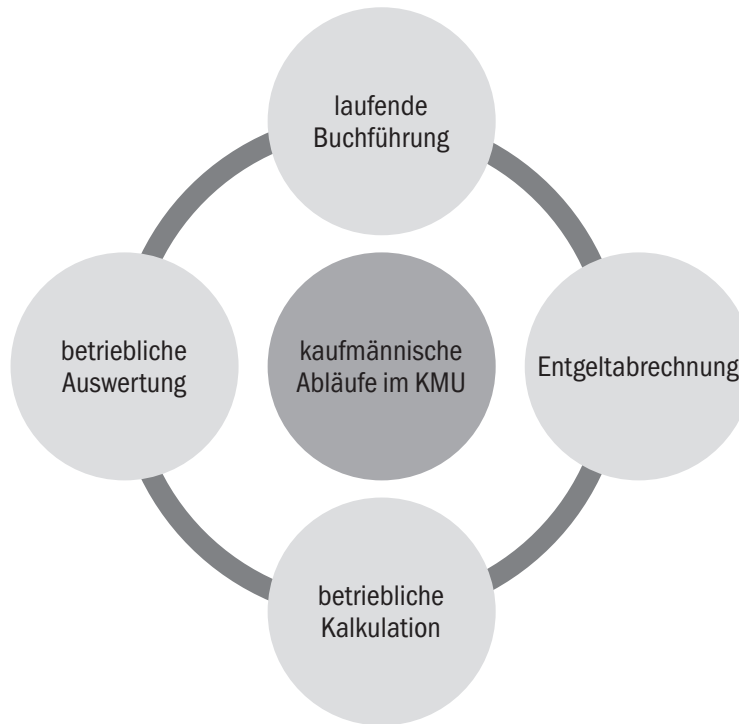 laufende
Buchführung
betriebliche
Auswertung
kaufmännische
Abläufe im KMU
Entgeltabrechnung
betriebliche
Kalkulation